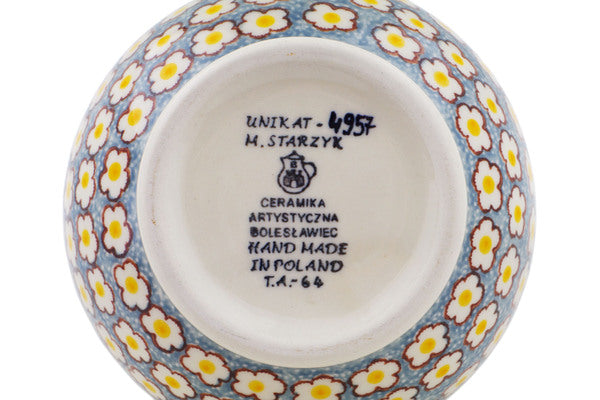 UNIKAT - 4957
M. STARZYK
CERAMIKA
ARTYSTYCZNA
BOLESŁAWIEC
HAND MADE
IN POLAND
T.A.-64